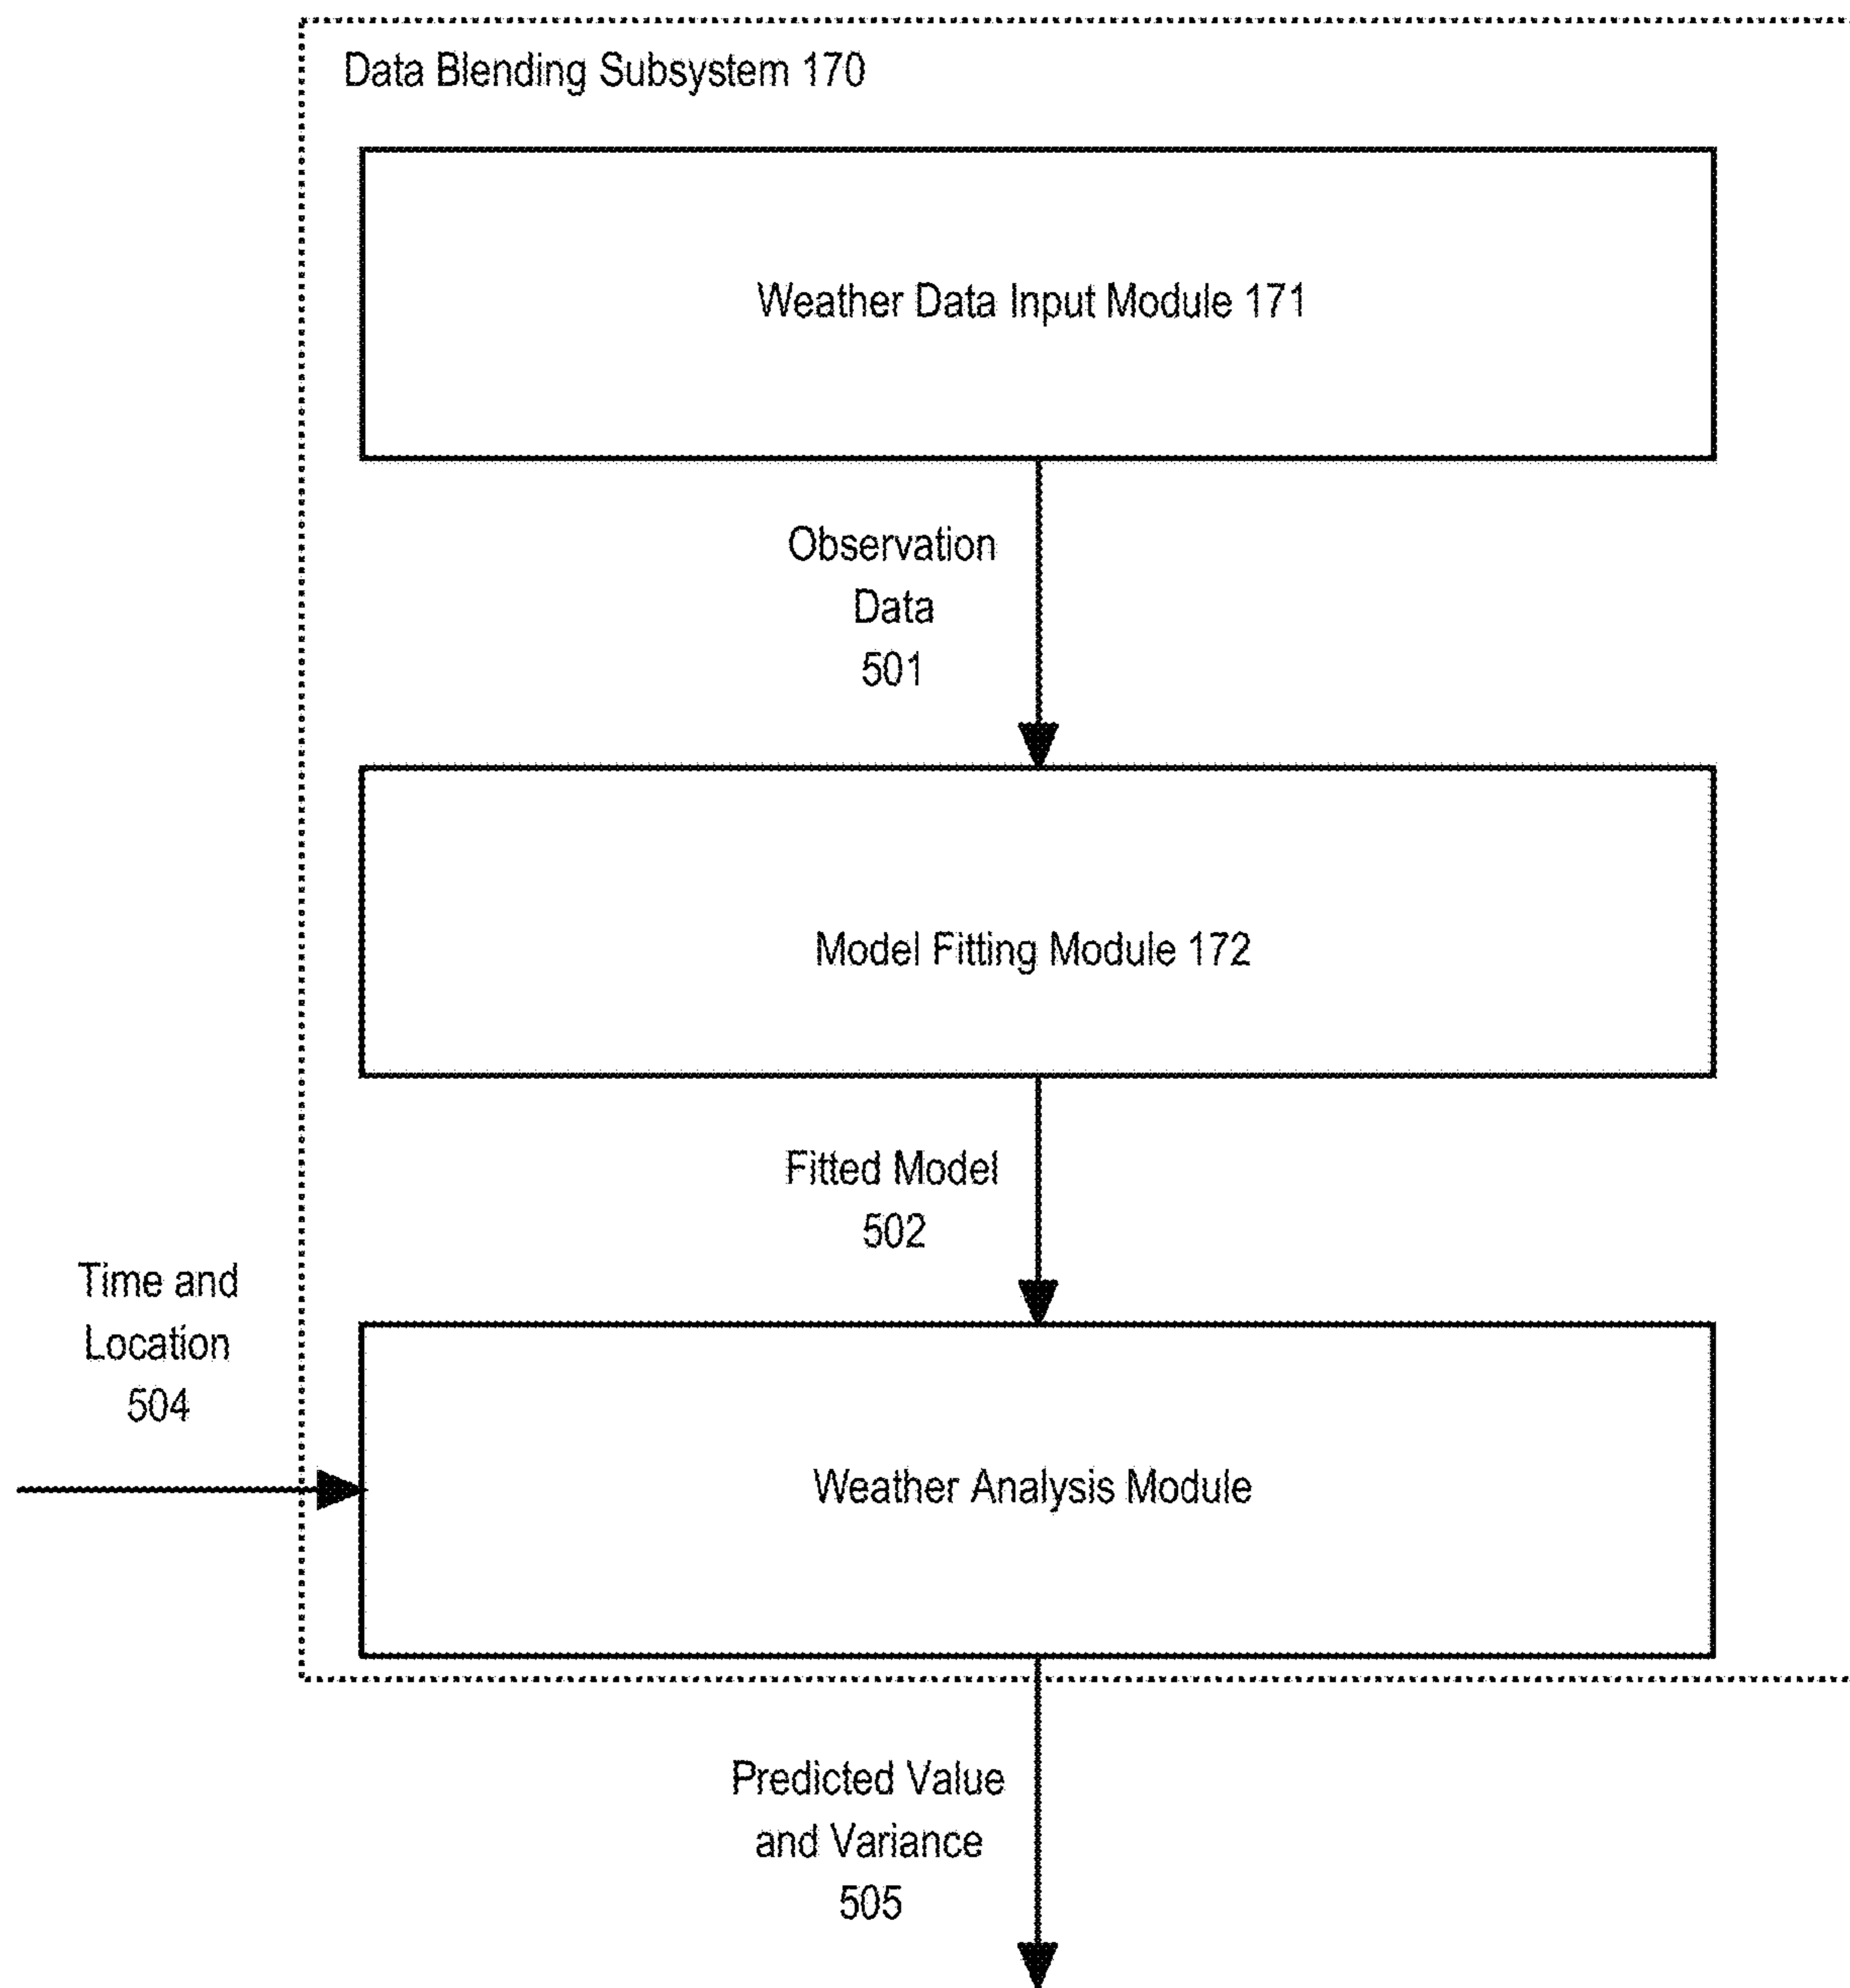 Data Blending Subsystem 170
Weather Data Input Module 171
Observation
Data
501
Model Fitting Module 172
Fitted Model
502
Time and
Location
504
Weather Analysis Module
Predicted Value
and Variance
505